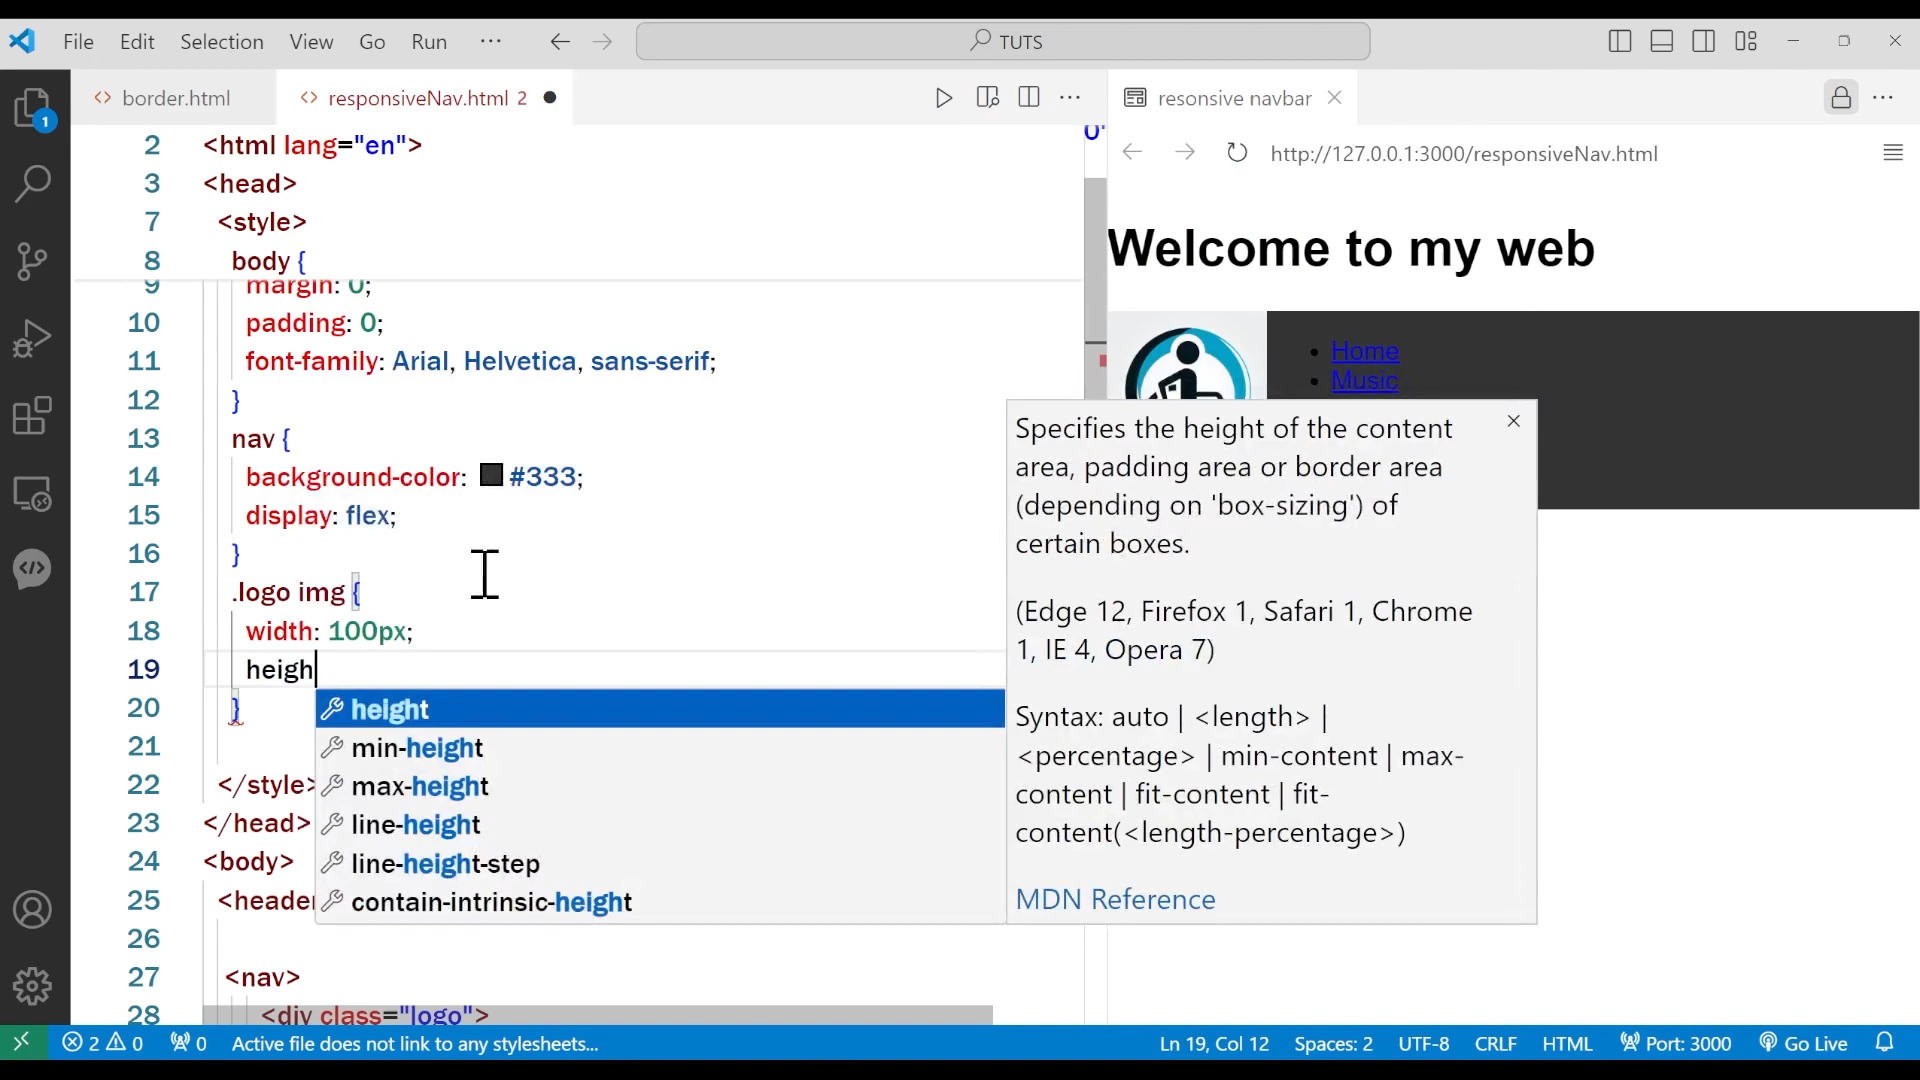 File Edit Selection View Go Run ··· TUTS
border.html responsiveNav.html 2 resonsive navbar
http://127.0.0.1:3000/responsiveNav.html
2 <html lang="en">
3 <head>
7 <style>
8 body {
9 margin: 0;
10 padding: 0;
11 font-family: Arial, Helvetica, sans-serif;
12 }
13 nav {
14 background-color: #333;
15 display: flex;
16 }
17 .logo img {
18 width: 100px;
19 heigh
20 }
21
22 </style>
23 </head>
24 <body>
25 <header
26
27 <nav>
28 <div class="logo">
height
min-height
max-height
line-height
line-height-step
contain-intrinsic-height
Specifies the height of the content
area, padding area or border area
(depending on 'box-sizing') of
certain boxes.
(Edge 12, Firefox 1, Safari 1, Chrome
1, IE 4, Opera 7)
Syntax: auto | <length> |
<percentage> | min-content | max-
content | fit-content | fit-
content(<length-percentage>)
MDN Reference
Welcome to my web
Home
Music
1
2 0 0 Active file does not link to any stylesheets... Ln 19, Col 12 Spaces: 2 UTF-8 CRLF HTML Port: 3000 Go Live